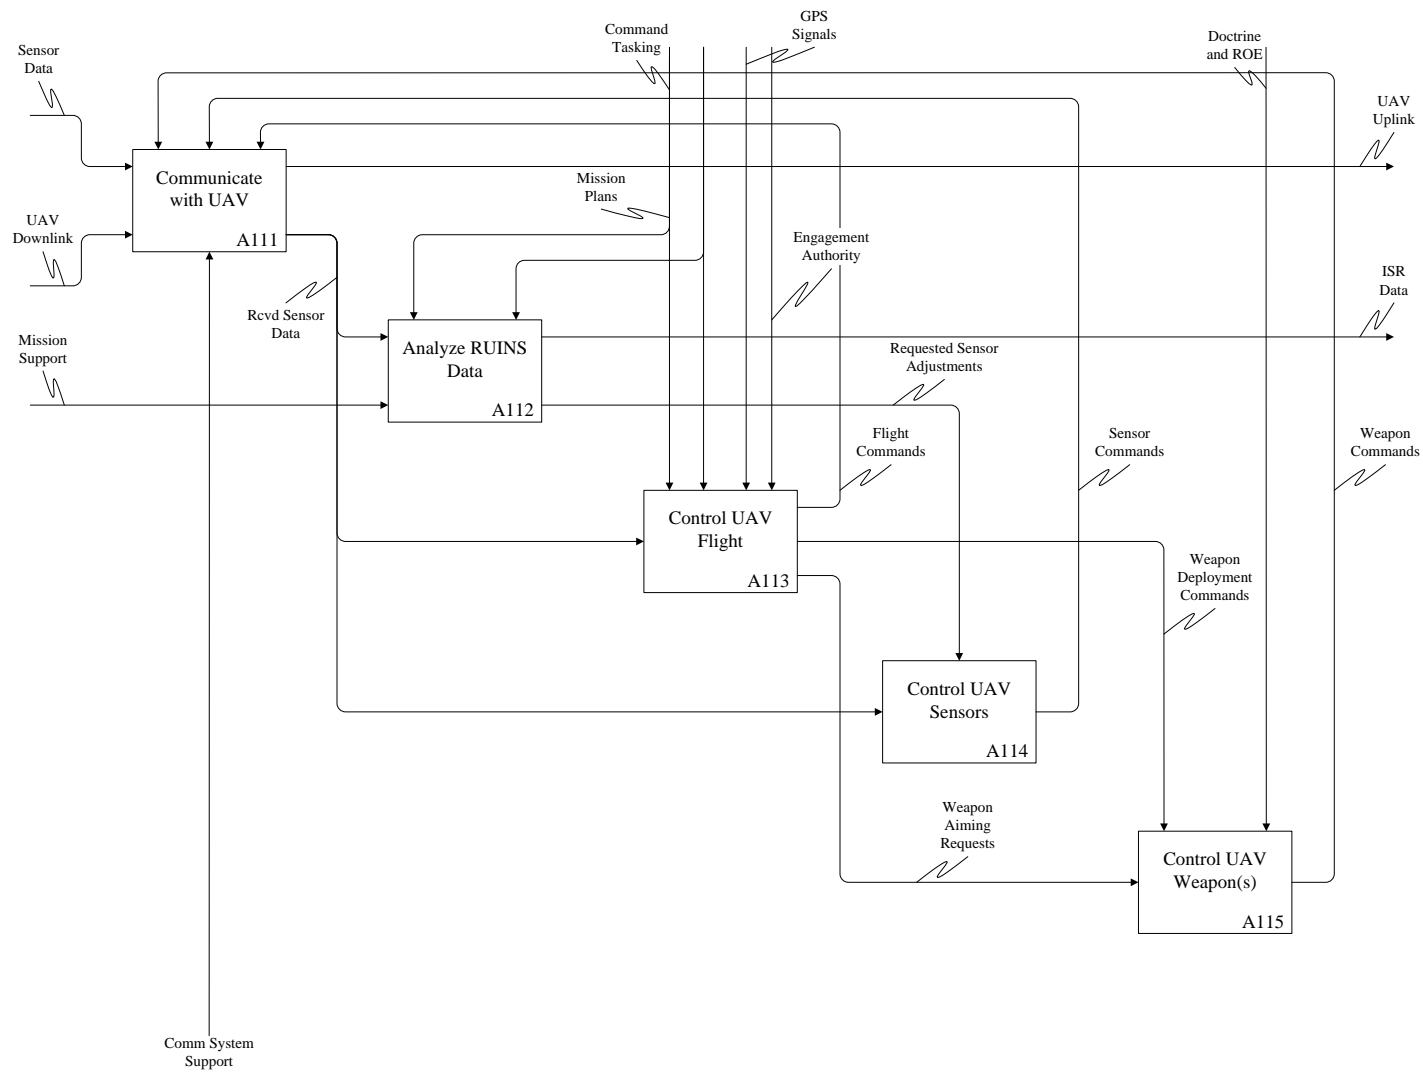 GPS
Signals
Command
Tasking
Doctrine
and ROE
Sensor
Data
UAV
Uplink
Communicate
with UAV
A111
Mission
Plans
UAV
Downlink
Engagement
Authority
ISR
Data
Rcvd Sensor
Data
Mission
Support
Analyze RUINS
Data
A112
Requested Sensor
Adjustments
Flight
Commands
Sensor
Commands
Weapon
Commands
Control UAV
Flight
A113
Weapon
Deployment
Commands
Control UAV
Sensors
A114
Weapon
Aiming
Requests
Control UAV
Weapon(s)
A115
Comm System
Support